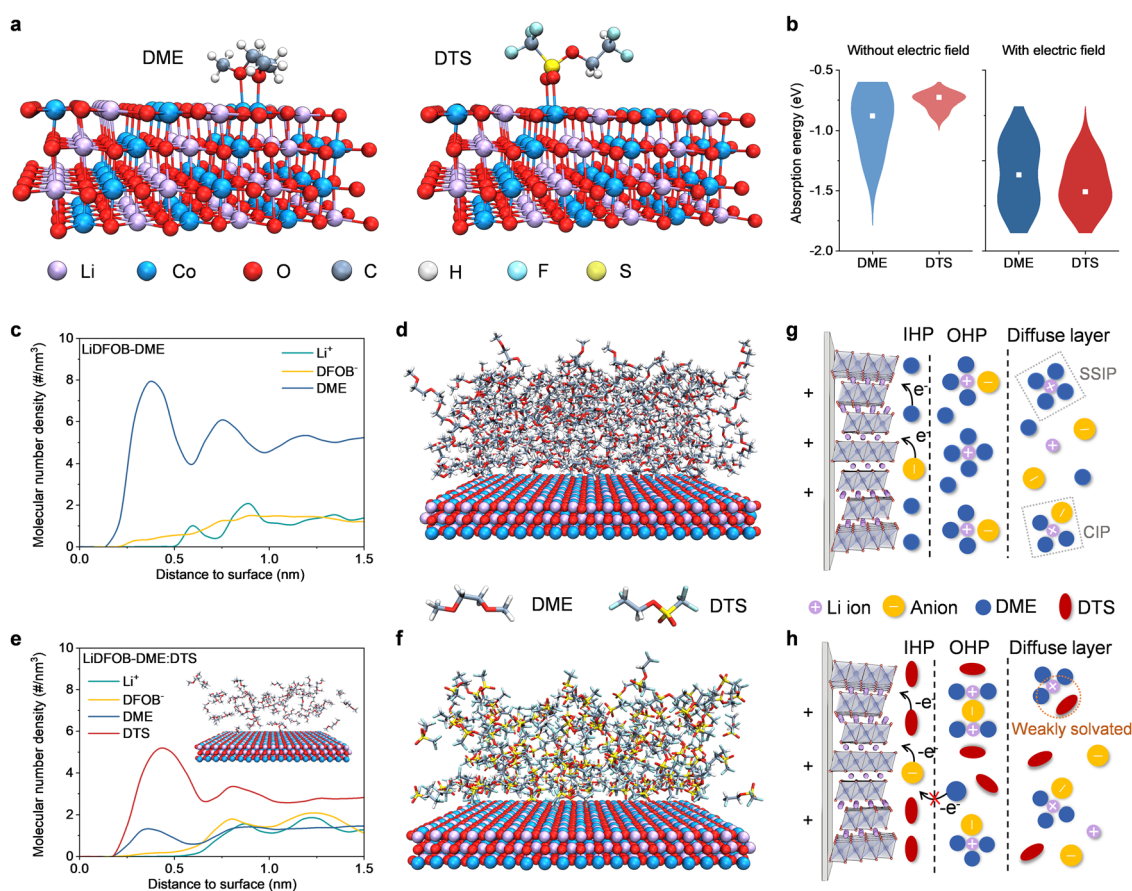 a
DME
DTS
Li
Co
O
C
H
F
S
b
Without electric field
With electric field
Absorption energy (eV)
-0.5
-1.0
-1.5
-2.0
DME
DTS
DME
DTS
c
LiDFOB-DME
Li⁺
DFOB⁻
DME
Molecular number density (#/nm³)
10
8
6
4
2
0
0.0
0.5
1.0
1.5
Distance to surface (nm)
d
DME
DTS
e
LiDFOB-DME:DTS
Li⁺
DFOB⁻
DME
DTS
Molecular number density (#/nm³)
10
8
6
4
2
0
0.0
0.5
1.0
1.5
Distance to surface (nm)
f
g
IHP
OHP
Diffuse layer
SSIP
CIP
e⁻
e⁻
+
+
+
+
+
−
+
+
−
+
+
−
−
+
−
+ Li ion
− Anion
DME
DTS
h
IHP
OHP
Diffuse layer
Weakly solvated
-e⁻
-e⁻
-e⁻
+
+
+
+
−
+
−
+
−
+
+
−
−
+
+
−